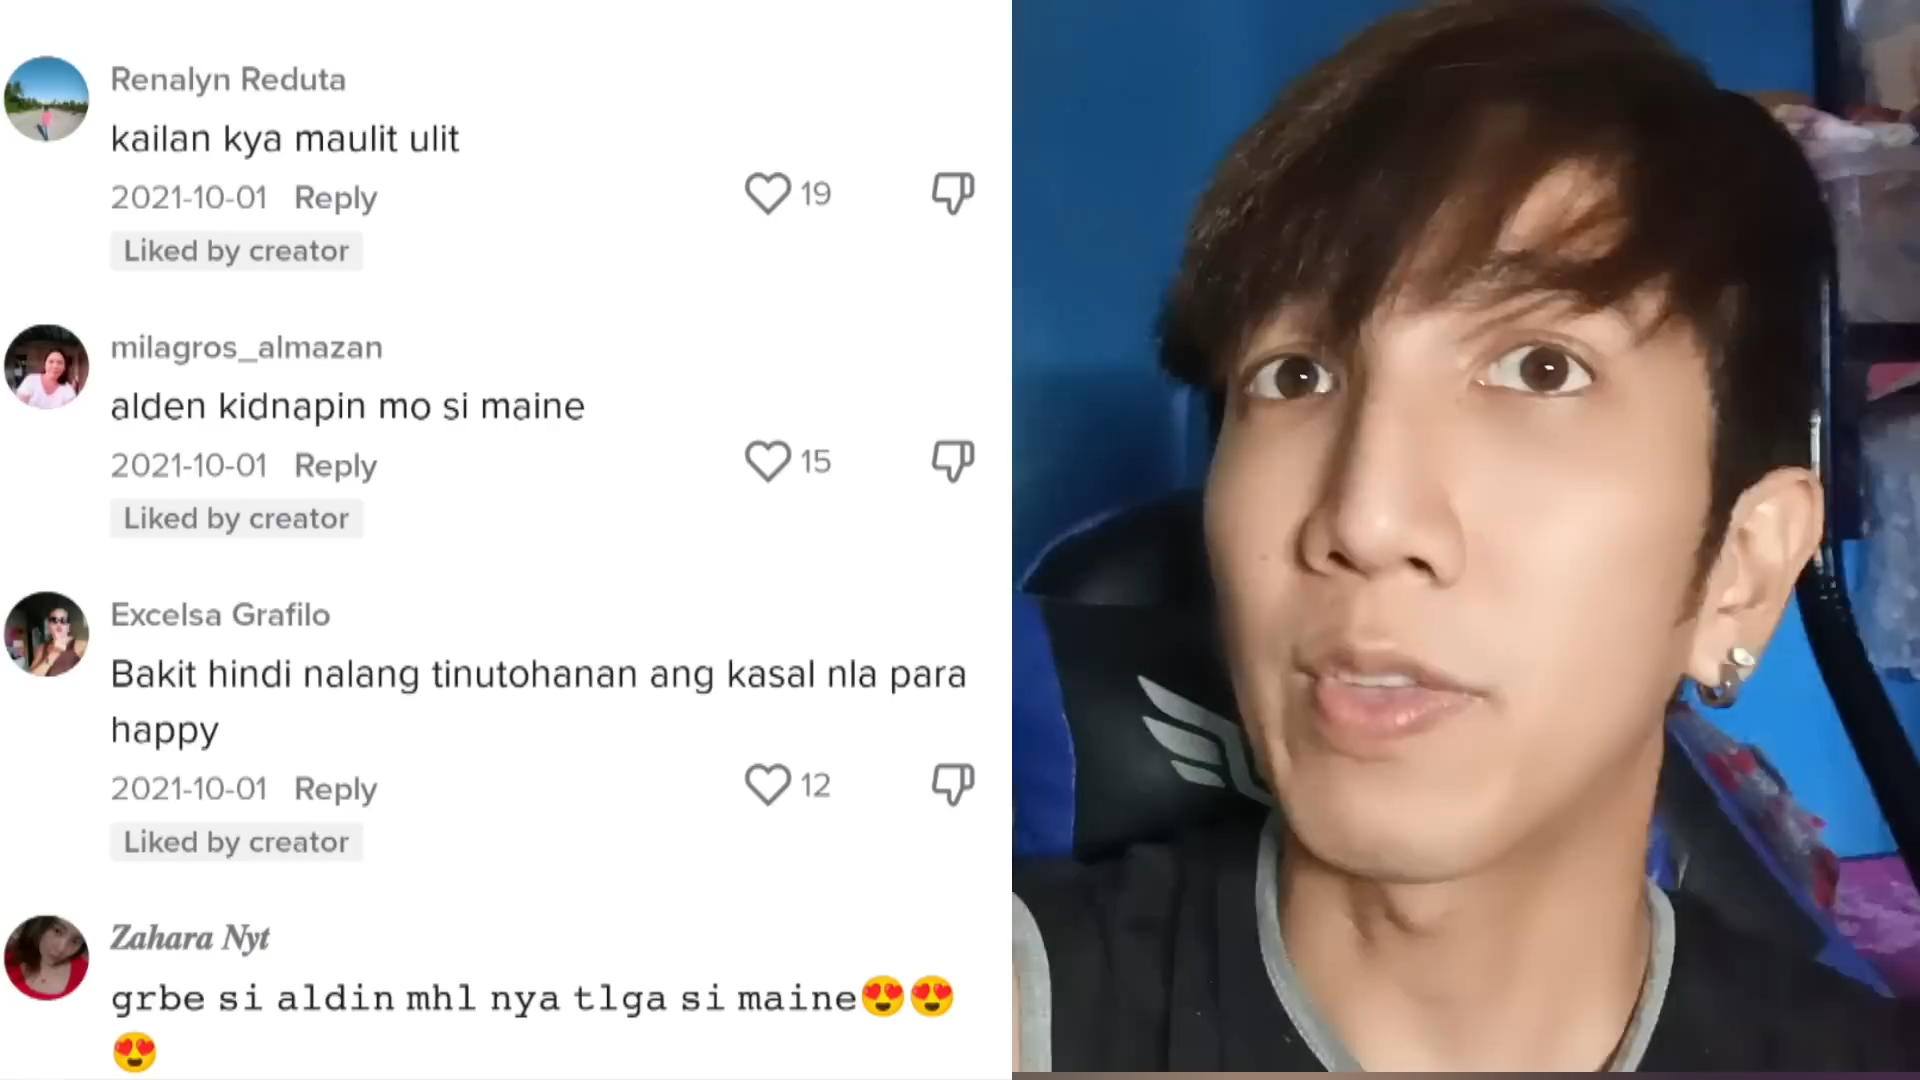 Renalyn Reduta
kailan kya maulit ulit
2021-10-01 Reply 19
Liked by creator
milagros_almazan
alden kidnapin mo si maine
2021-10-01 Reply 15
Liked by creator
Excelsa Grafilo
Bakit hindi nalang tinutohanan ang kasal nla para
happy
2021-10-01 Reply 12
Liked by creator
Zahara Nyt
grbe si aldin mhl nya tlga si maine😍😍
😍